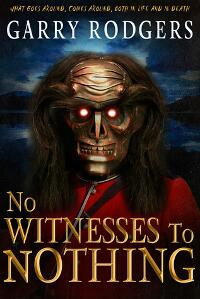 WHAT GOES AROUND, COMES AROUND, BOTH IN LIFE AND IN DEATH
GARRY RODGERS
NO
WITNESSES TO
NOTHING